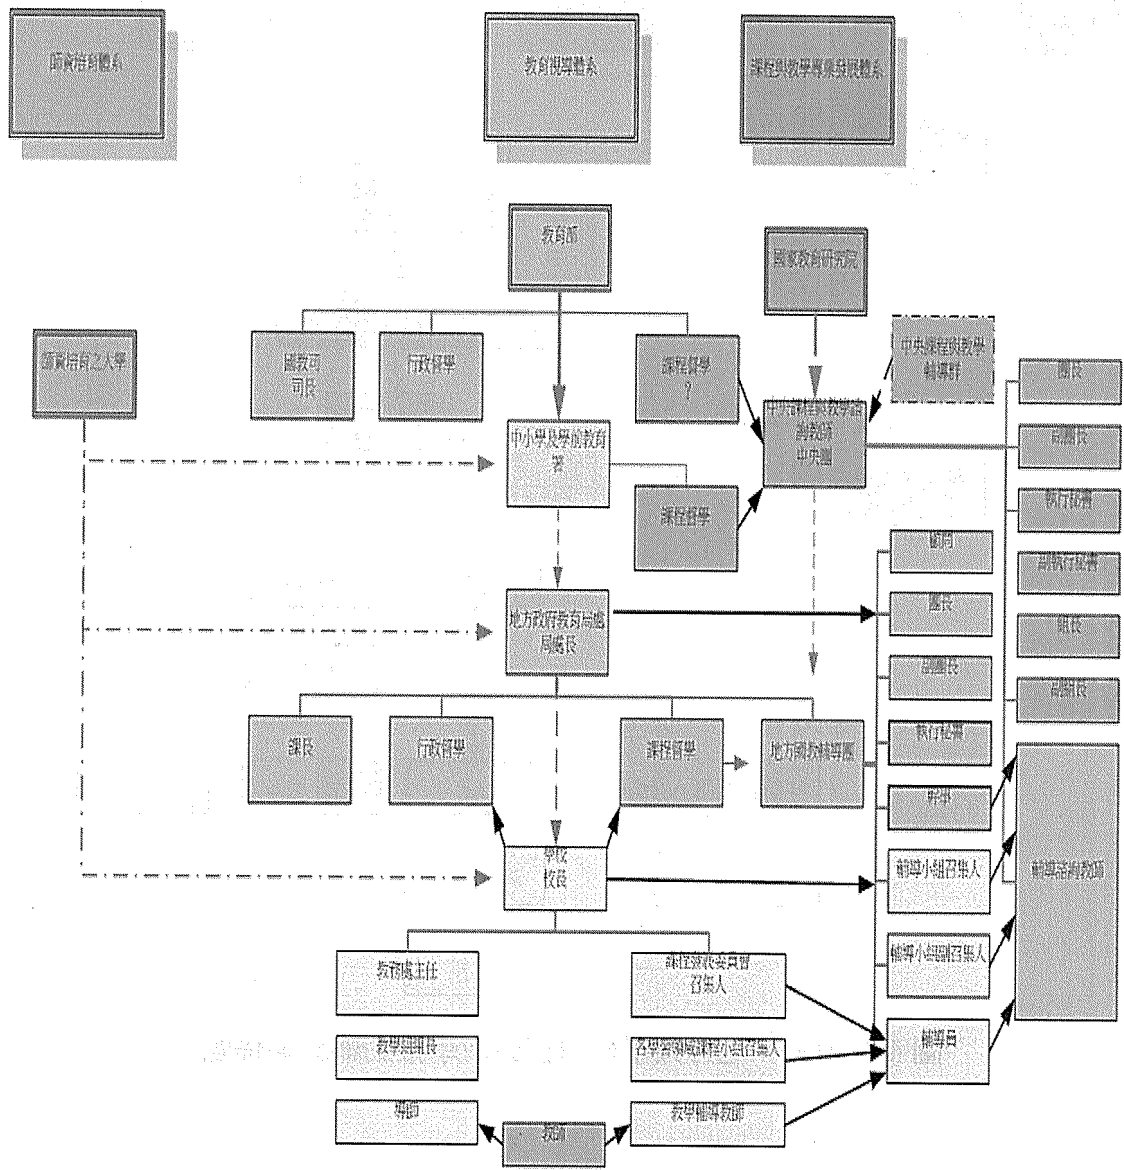 師資培育體系
教育視導體系
課程與教學專業發展體系
教育部
國家教育研究院
師資培育之大學
國教司
司長
行政督學
課程督學
?
中央課程與教學
輔導群
中央課程與教學諮
詢教師
中央團
中小學及學前教育
署
課程督學
團長
副團長
執行秘書
副執行秘書
組長
副組長
輔導諮詢教師
顧問
團長
副團長
執行秘書
幹事
輔導小組召集人
輔導小組副召集人
輔導員
地方政府教育局處
局處長
課長
行政督學
課程督學
地方國教輔導團
學校
校長
教務處主任
課程發展委員會
召集人
教學組組長
各學習領域課程小組召集人
導師
教師
教學輔導教師